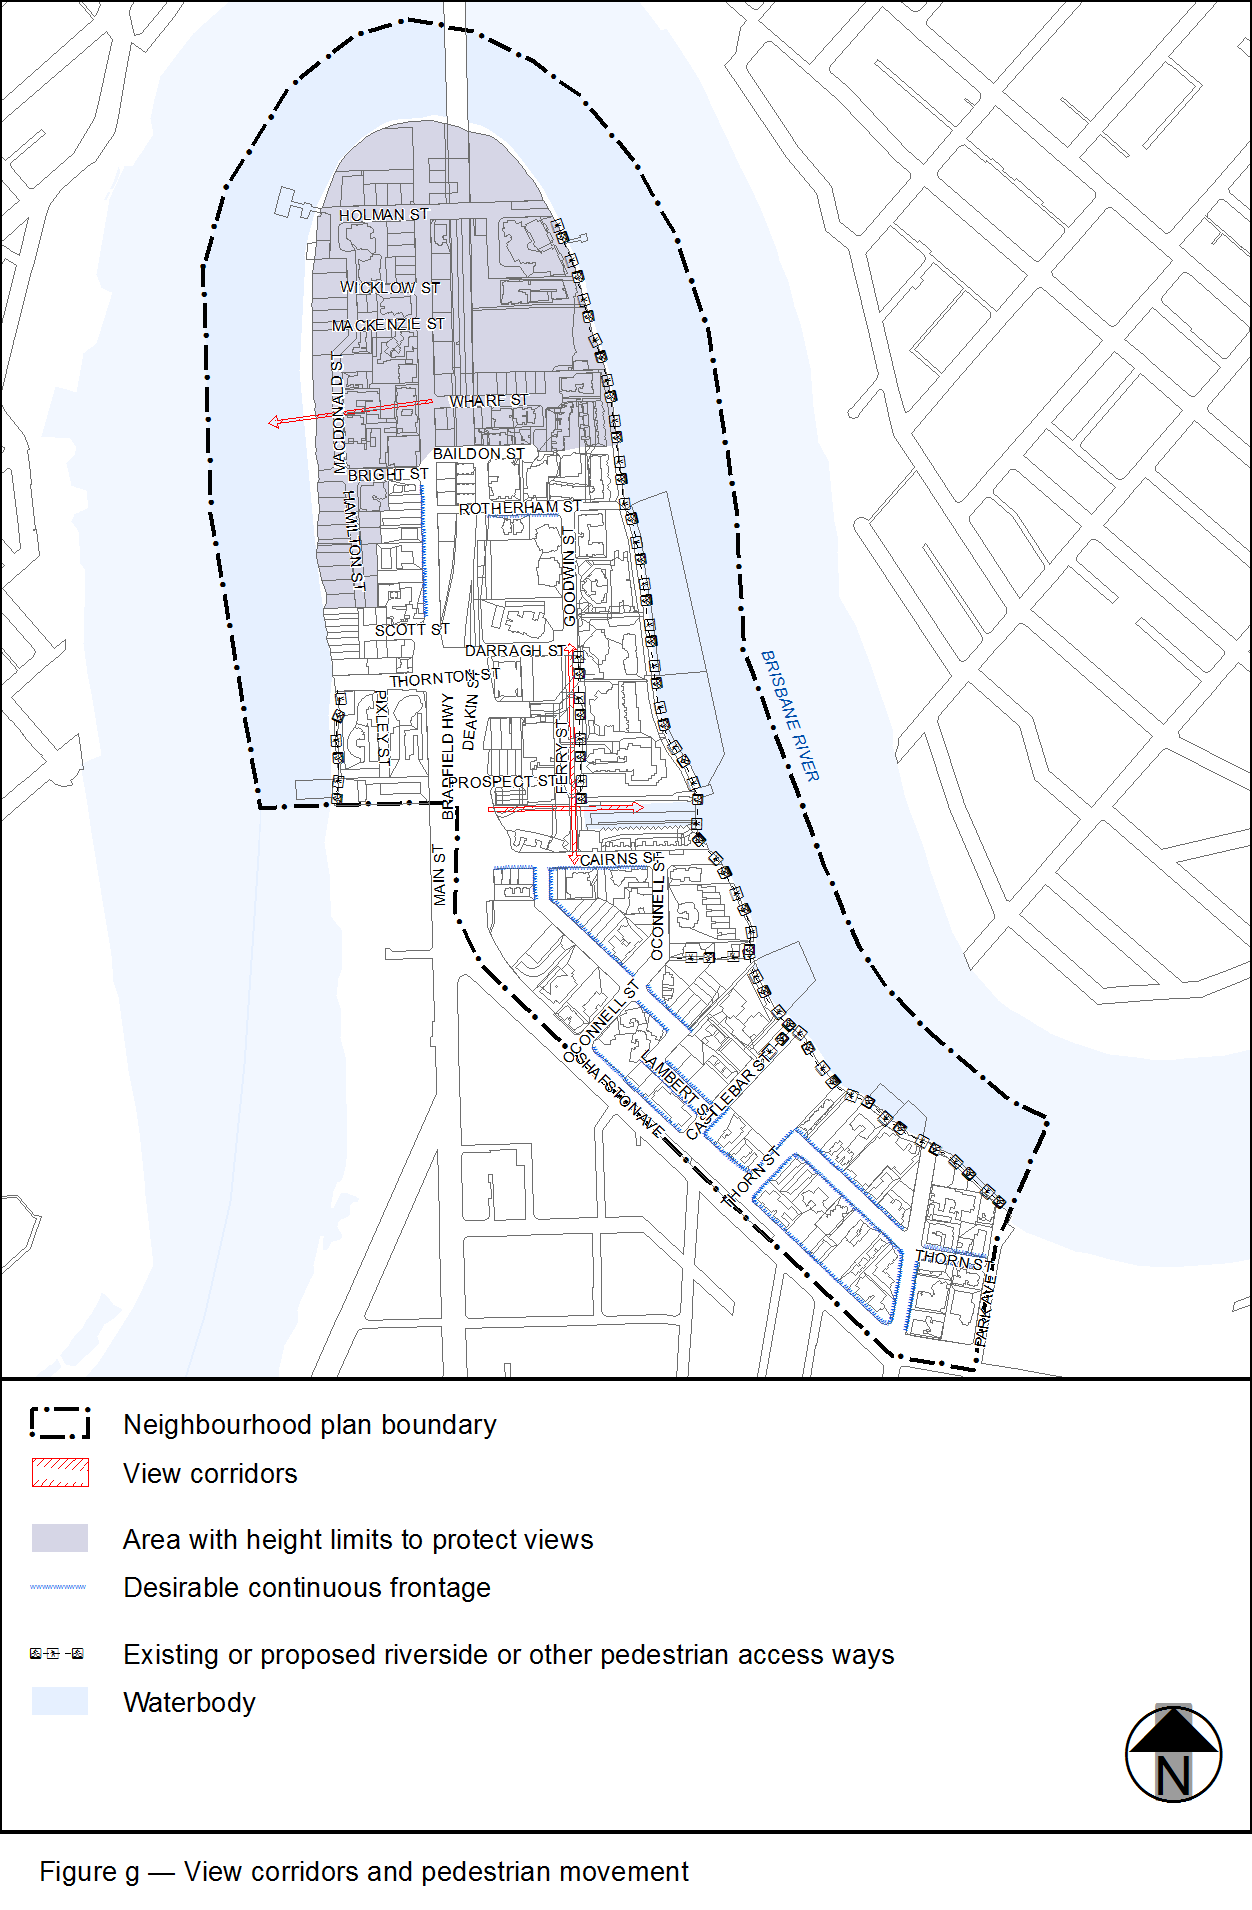 HOLMAN ST
WICKLOW ST
MACKENZIE ST
MACDONALD ST
WHARF ST
BAILDON ST
BRIGHT ST
HAMILTON ST
ROTHERHAM ST
GOODWIN ST
SCOTT ST
DARRAGH ST
THORNTON ST
PIXLEY ST
BRADFIELD HWY
DEAKIN ST
FERRY ST
PROSPECT ST
BRISBANE RIVER
MAIN ST
CAIRNS ST
OCONNELL ST
OCONNELL ST
SHAFSTON AVE
LAMBERT ST
CASTLEBAR ST
THORN ST
THORN ST
PARK AVE
Neighbourhood plan boundary
View corridors
Area with height limits to protect views
Desirable continuous frontage
Existing or proposed riverside or other pedestrian access ways
Waterbody
N
Figure g — View corridors and pedestrian movement